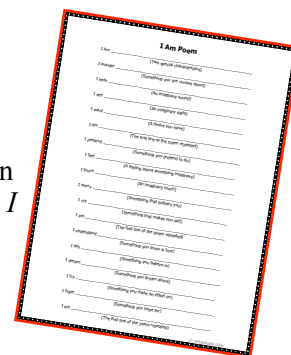 I Am Poem
I am
(Two special characteristics)
I wonder
(Something you are curious about)
I hear
(An imaginary sound)
I see
(An imaginary sight)
I want
(A desire you have)
I am
(The first line of the poem repeated)
I pretend
(Something you pretend to do)
I feel
(A feeling about something imaginary)
I touch
(An imaginary touch)
I worry
(Something that bothers you)
I cry
(Something that makes you sad)
I am
(The first line of the poem repeated)
I understand
(Something you know is true)
I say
(Something you believe in)
I dream
(Something you dream about)
I try
(Something you make an effort on)
I hope
(Something you hope for)
I am
(The first line of the poem repeated)
n
I